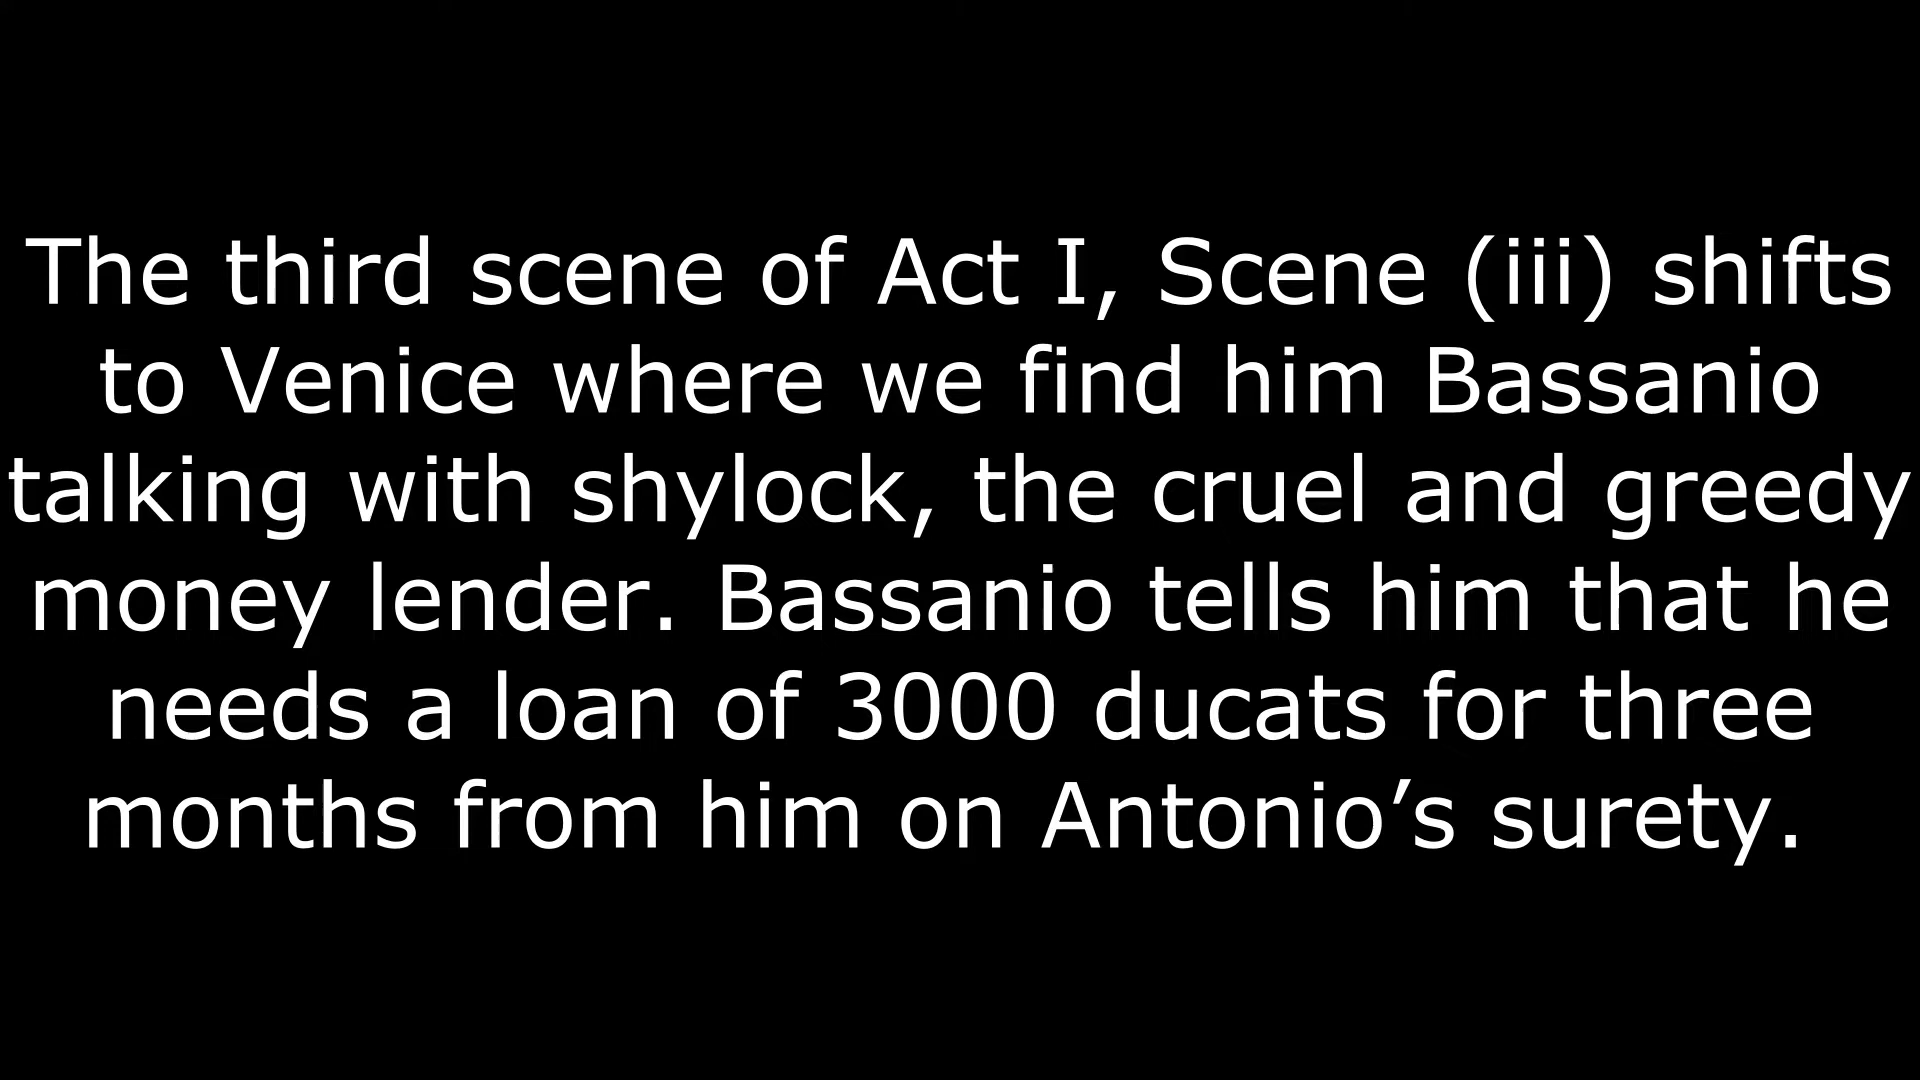 The third scene of Act I, Scene (iii) shifts
to Venice where we find him Bassanio
talking with shylock, the cruel and greedy
money lender. Bassanio tells him that he
needs a loan of 3000 ducats for three
months from him on Antonio’s surety.